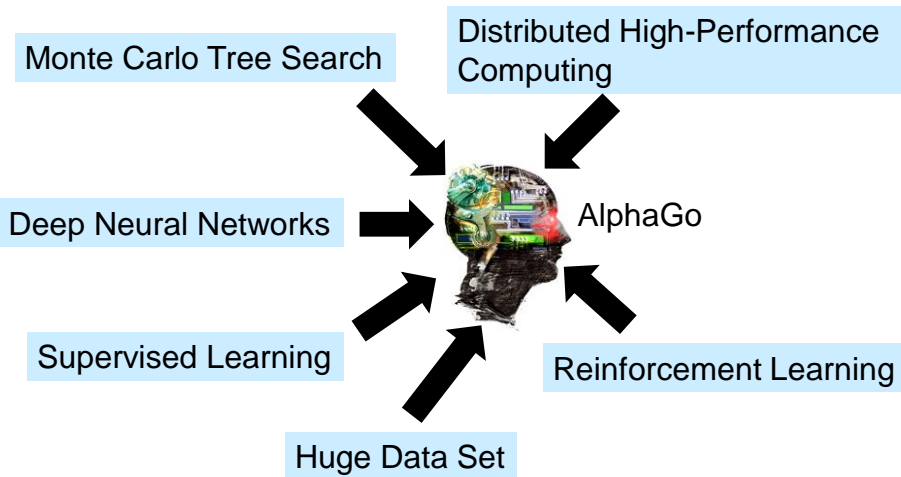 Monte Carlo Tree Search
Distributed High-Performance
Computing
Deep Neural Networks
AlphaGo
Supervised Learning
Reinforcement Learning
Huge Data Set